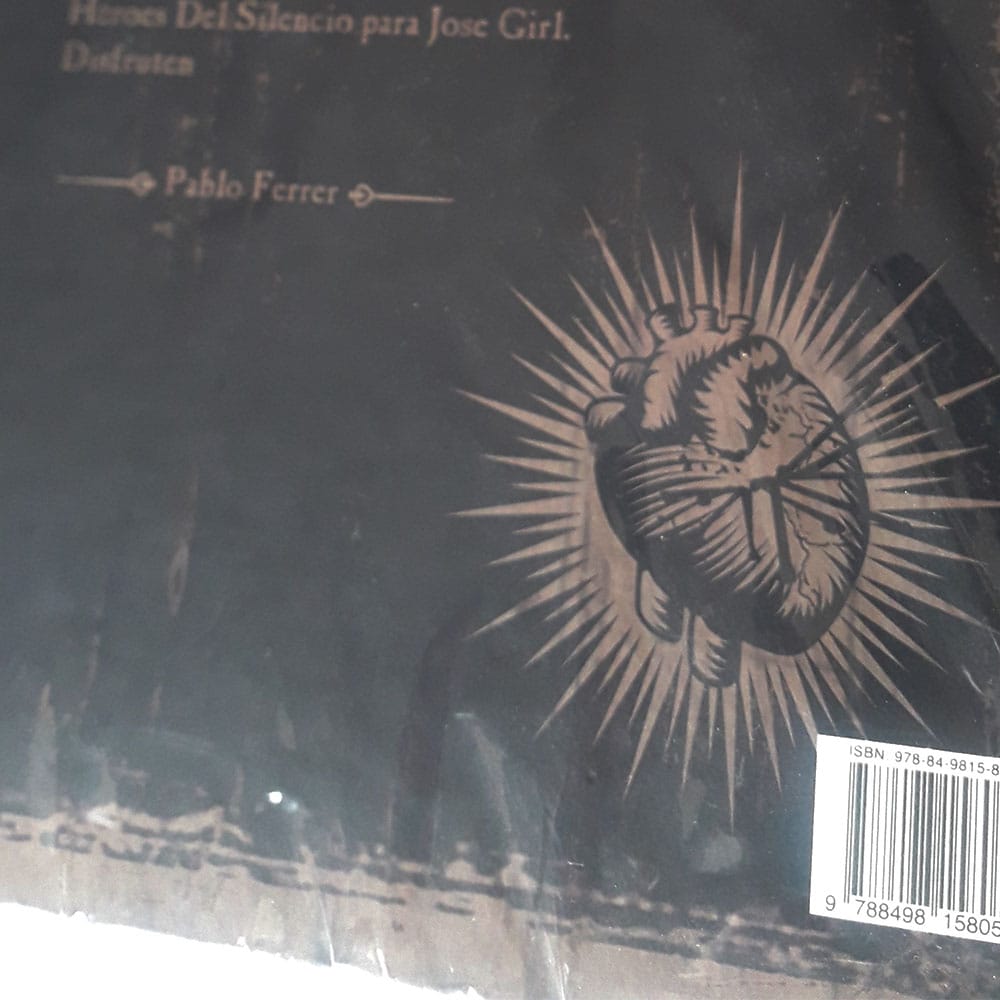 Heroes Del Silencio para Jose Girl.
Disfruten
Pablo Ferrer
ISBN 978-84-9815-8
9 788498 15805